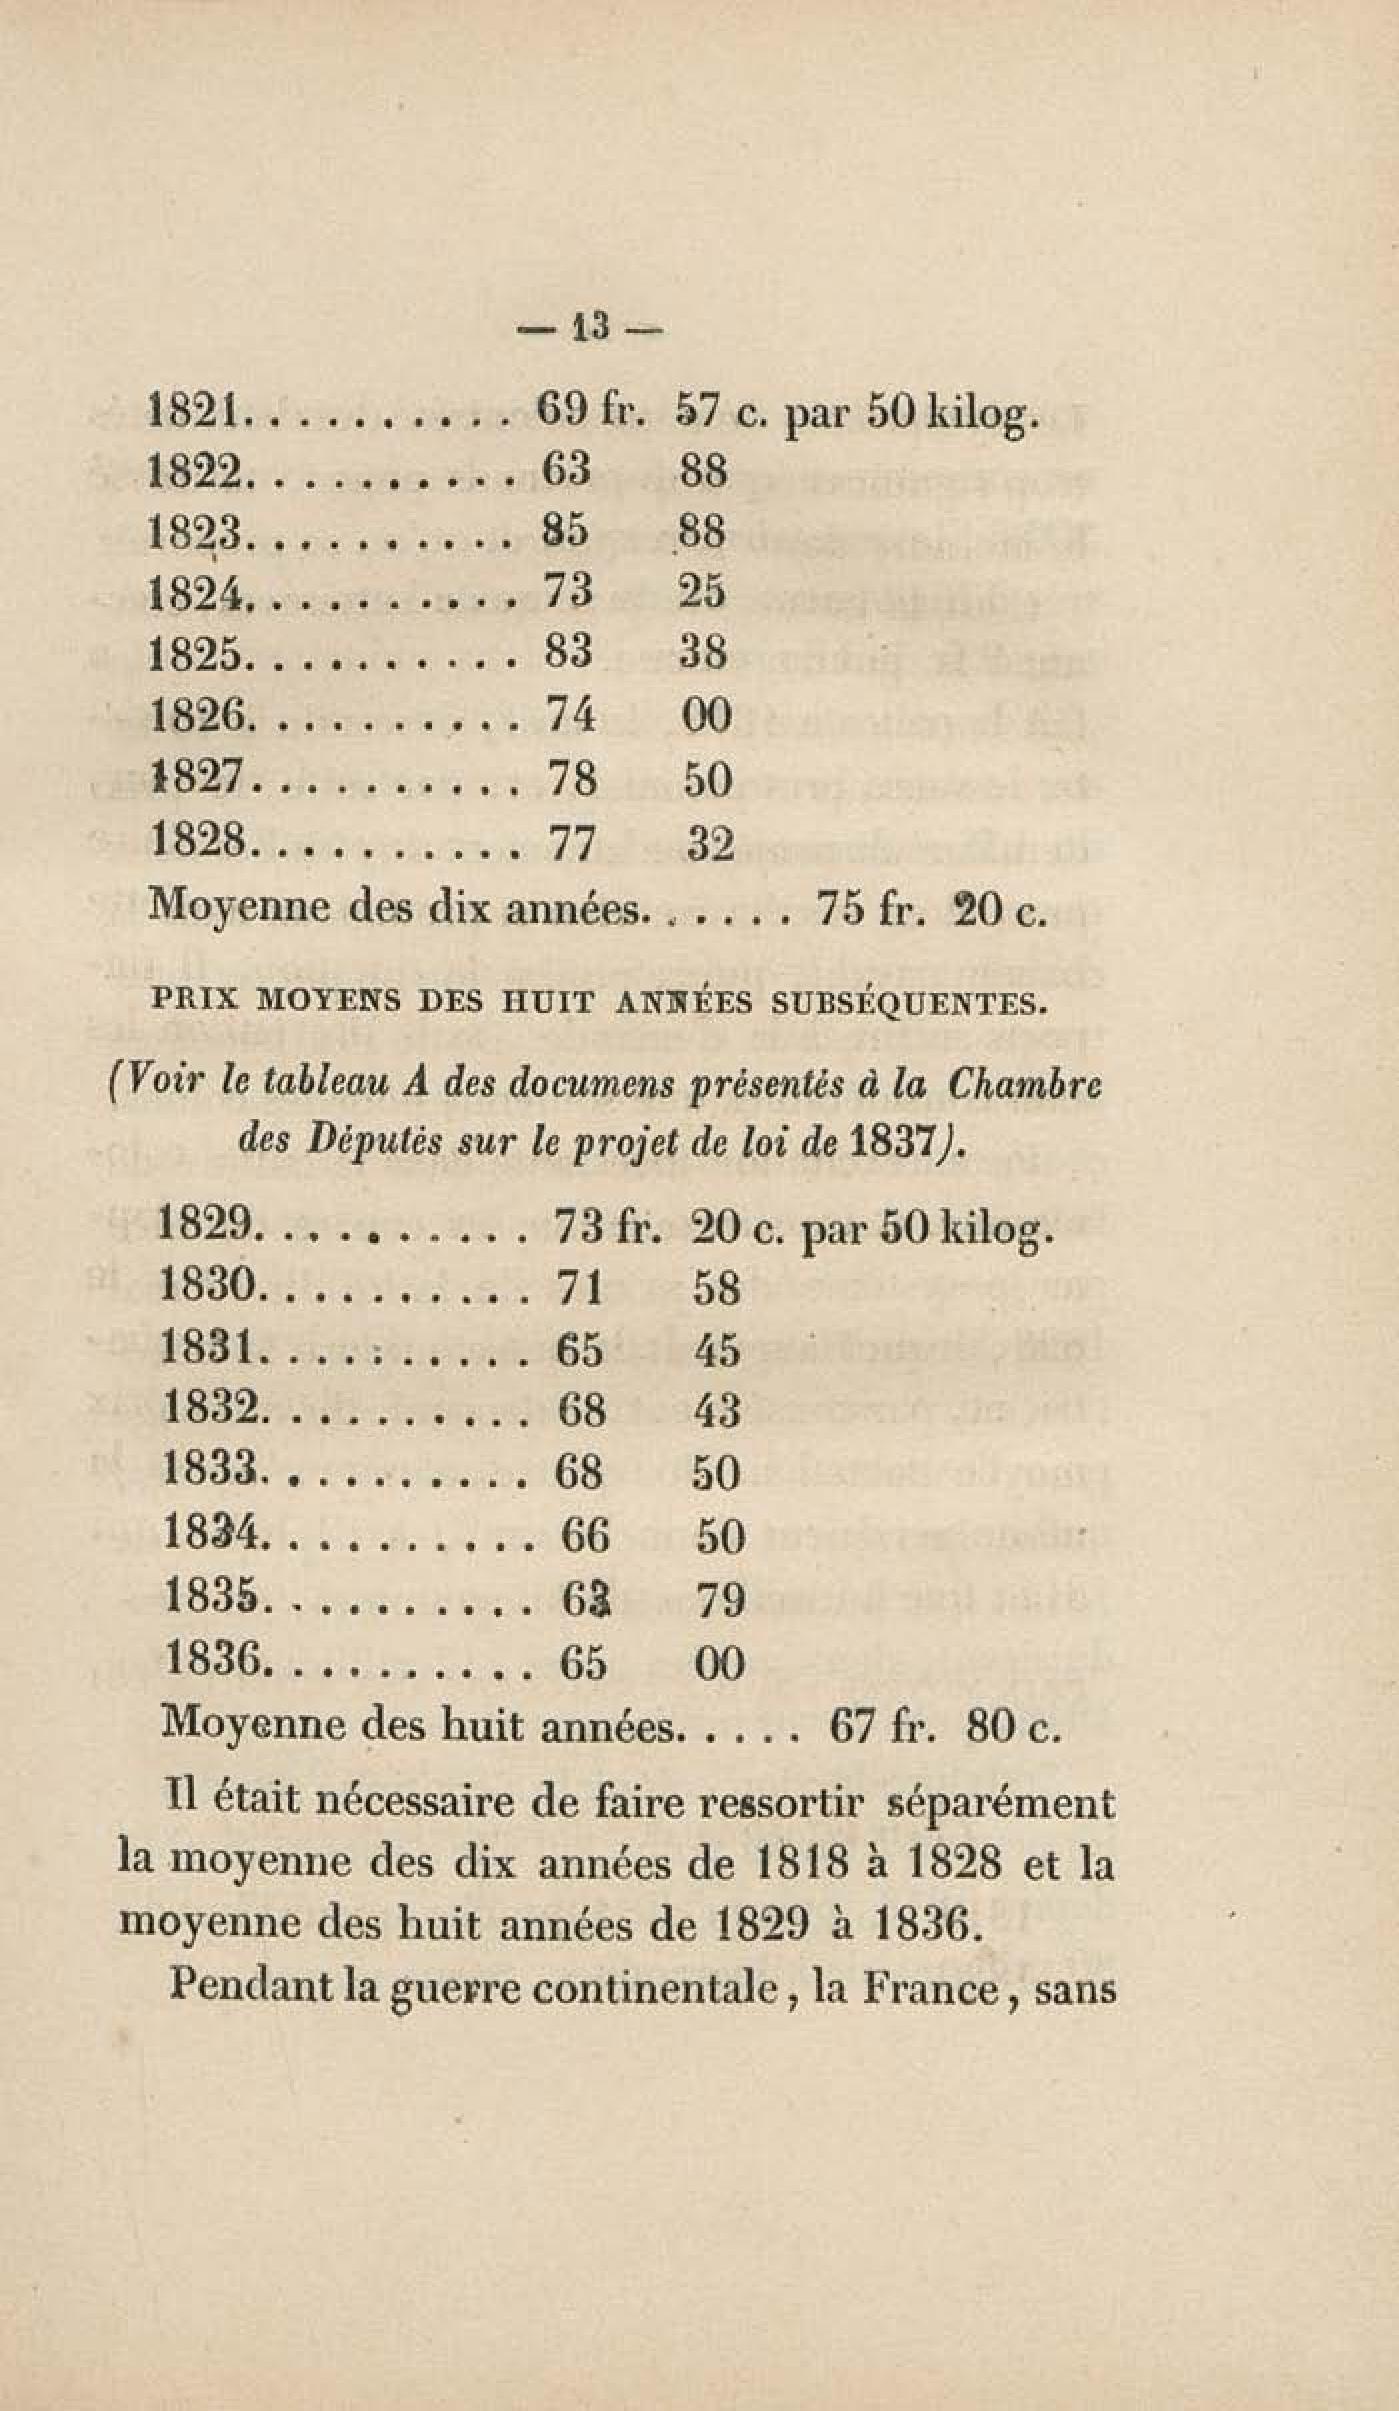 — 13 —
1821.......... 69 fr. 57 c. par 50 kilog.
1822.......... 63 88
1823.......... 85 88
1824.......... 73 25
1825.......... 83 38
1826.......... 74 00
1827.......... 78 50
1828.......... 77 32
Moyenne des dix années...... 75 fr. 20 c.
PRIX MOYENS DES HUIT ANNÉES SUBSÉQUENTES.
(Voir le tableau A des documens présentés à la Chambre
des Députés sur le projet de loi de 1837).
1829.......... 73 fr. 20 c. par 50 kilog.
1830.......... 71 58
1831.......... 65 45
1832.......... 68 43
1833.......... 68 50
1834.......... 66 50
1835.......... 63 79
1836.......... 65 00
Moyenne des huit années..... 67 fr. 80 c.
Il était nécessaire de faire ressortir séparément
la moyenne des dix années de 1818 à 1828 et la
moyenne des huit années de 1829 à 1836.
Pendant la guerre continentale, la France, sans